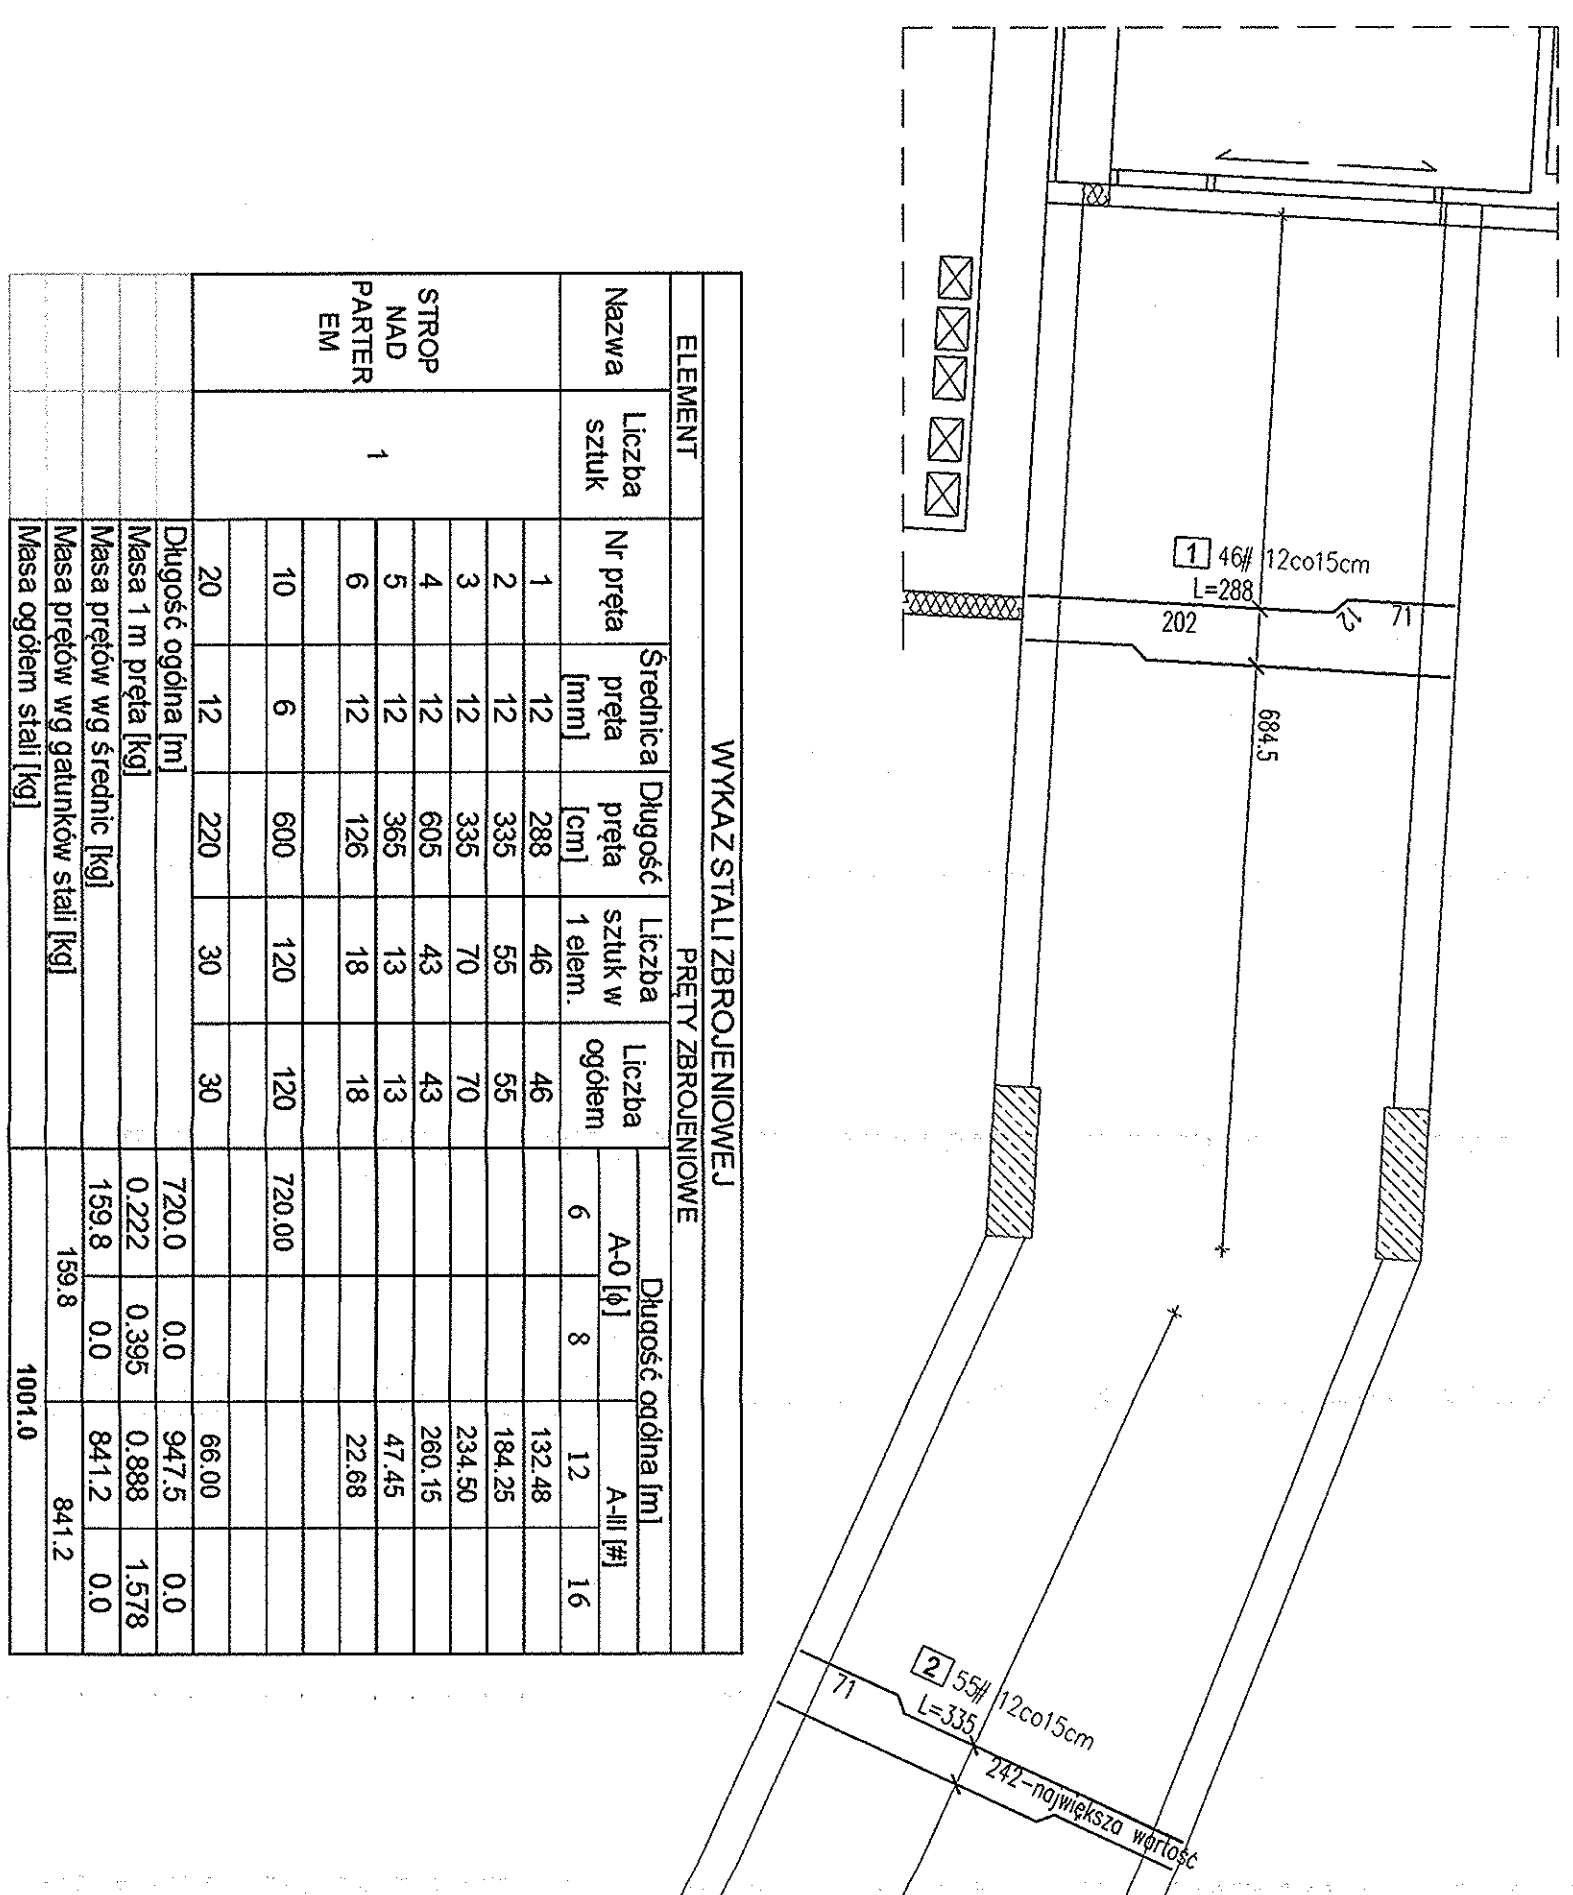 WYKAZ STALI ZBROJENIOWEJ
ELEMENT PRĘTY ZBROJENIOWE
Nazwa Liczba sztuk Nr pręta Średnica pręta [mm] Długość pręta [cm] Liczba sztuk w 1 elem. Liczba ogółem Długość ogólna [m]
A-0 [ϕ] A-III [#]
6 8 12 16
STROP NAD PARTER EM 1
1 12 288 46 46 132.48
2 12 335 55 55 184.25
3 12 335 70 70 234.50
4 12 605 43 43 260.15
5 12 365 13 13 47.45
6 12 126 18 18 22.68
10 6 600 120 120 720.00
20 12 220 30 30 66.00
Długość ogólna [m] 720.0 0.0 947.5 0.0
Masa 1 m pręta [kg] 0.222 0.395 0.888 1.578
Masa prętów wg średnic [kg] 159.8 0.0 841.2 0.0
Masa prętów wg gatunków stali [kg] 159.8 841.2
Masa ogółem stali [kg] 1001.0
1 46# 12co15cm
L=288
202
12
71
684.5
2 55# 12co15cm
L=335
71
242-największa wartość